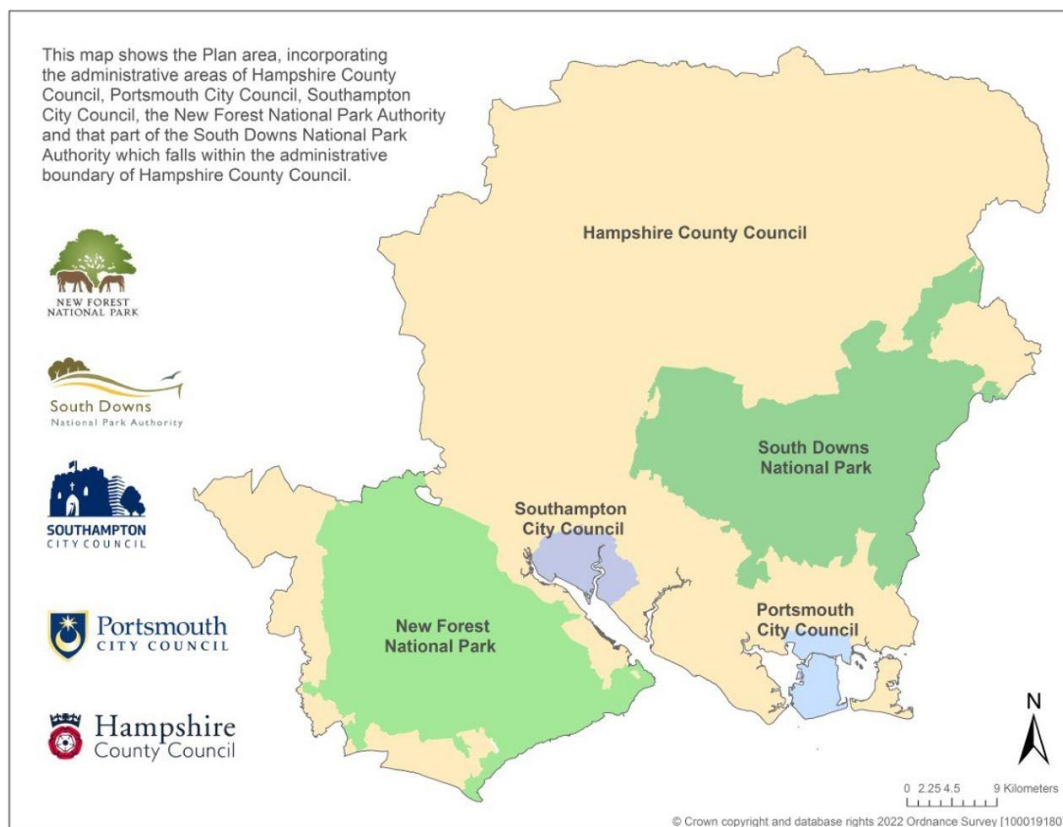 This map shows the Plan area, incorporating
the administrative areas of Hampshire County
Council, Portsmouth City Council, Southampton
City Council, the New Forest National Park Authority
and that part of the South Downs National Park
Authority which falls within the administrative
boundary of Hampshire County Council.
Hampshire County Council
NEW FOREST
NATIONAL PARK
South Downs
National Park Authority
South Downs
National Park
SOUTHAMPTON
CITY COUNCIL
Southampton
City Council
Portsmouth
CITY COUNCIL
New Forest
National Park
Portsmouth
City Council
Hampshire
County Council
N
0 2.25 4.5 9 Kilometers
© Crown copyright and database rights 2022 Ordnance Survey [100019180